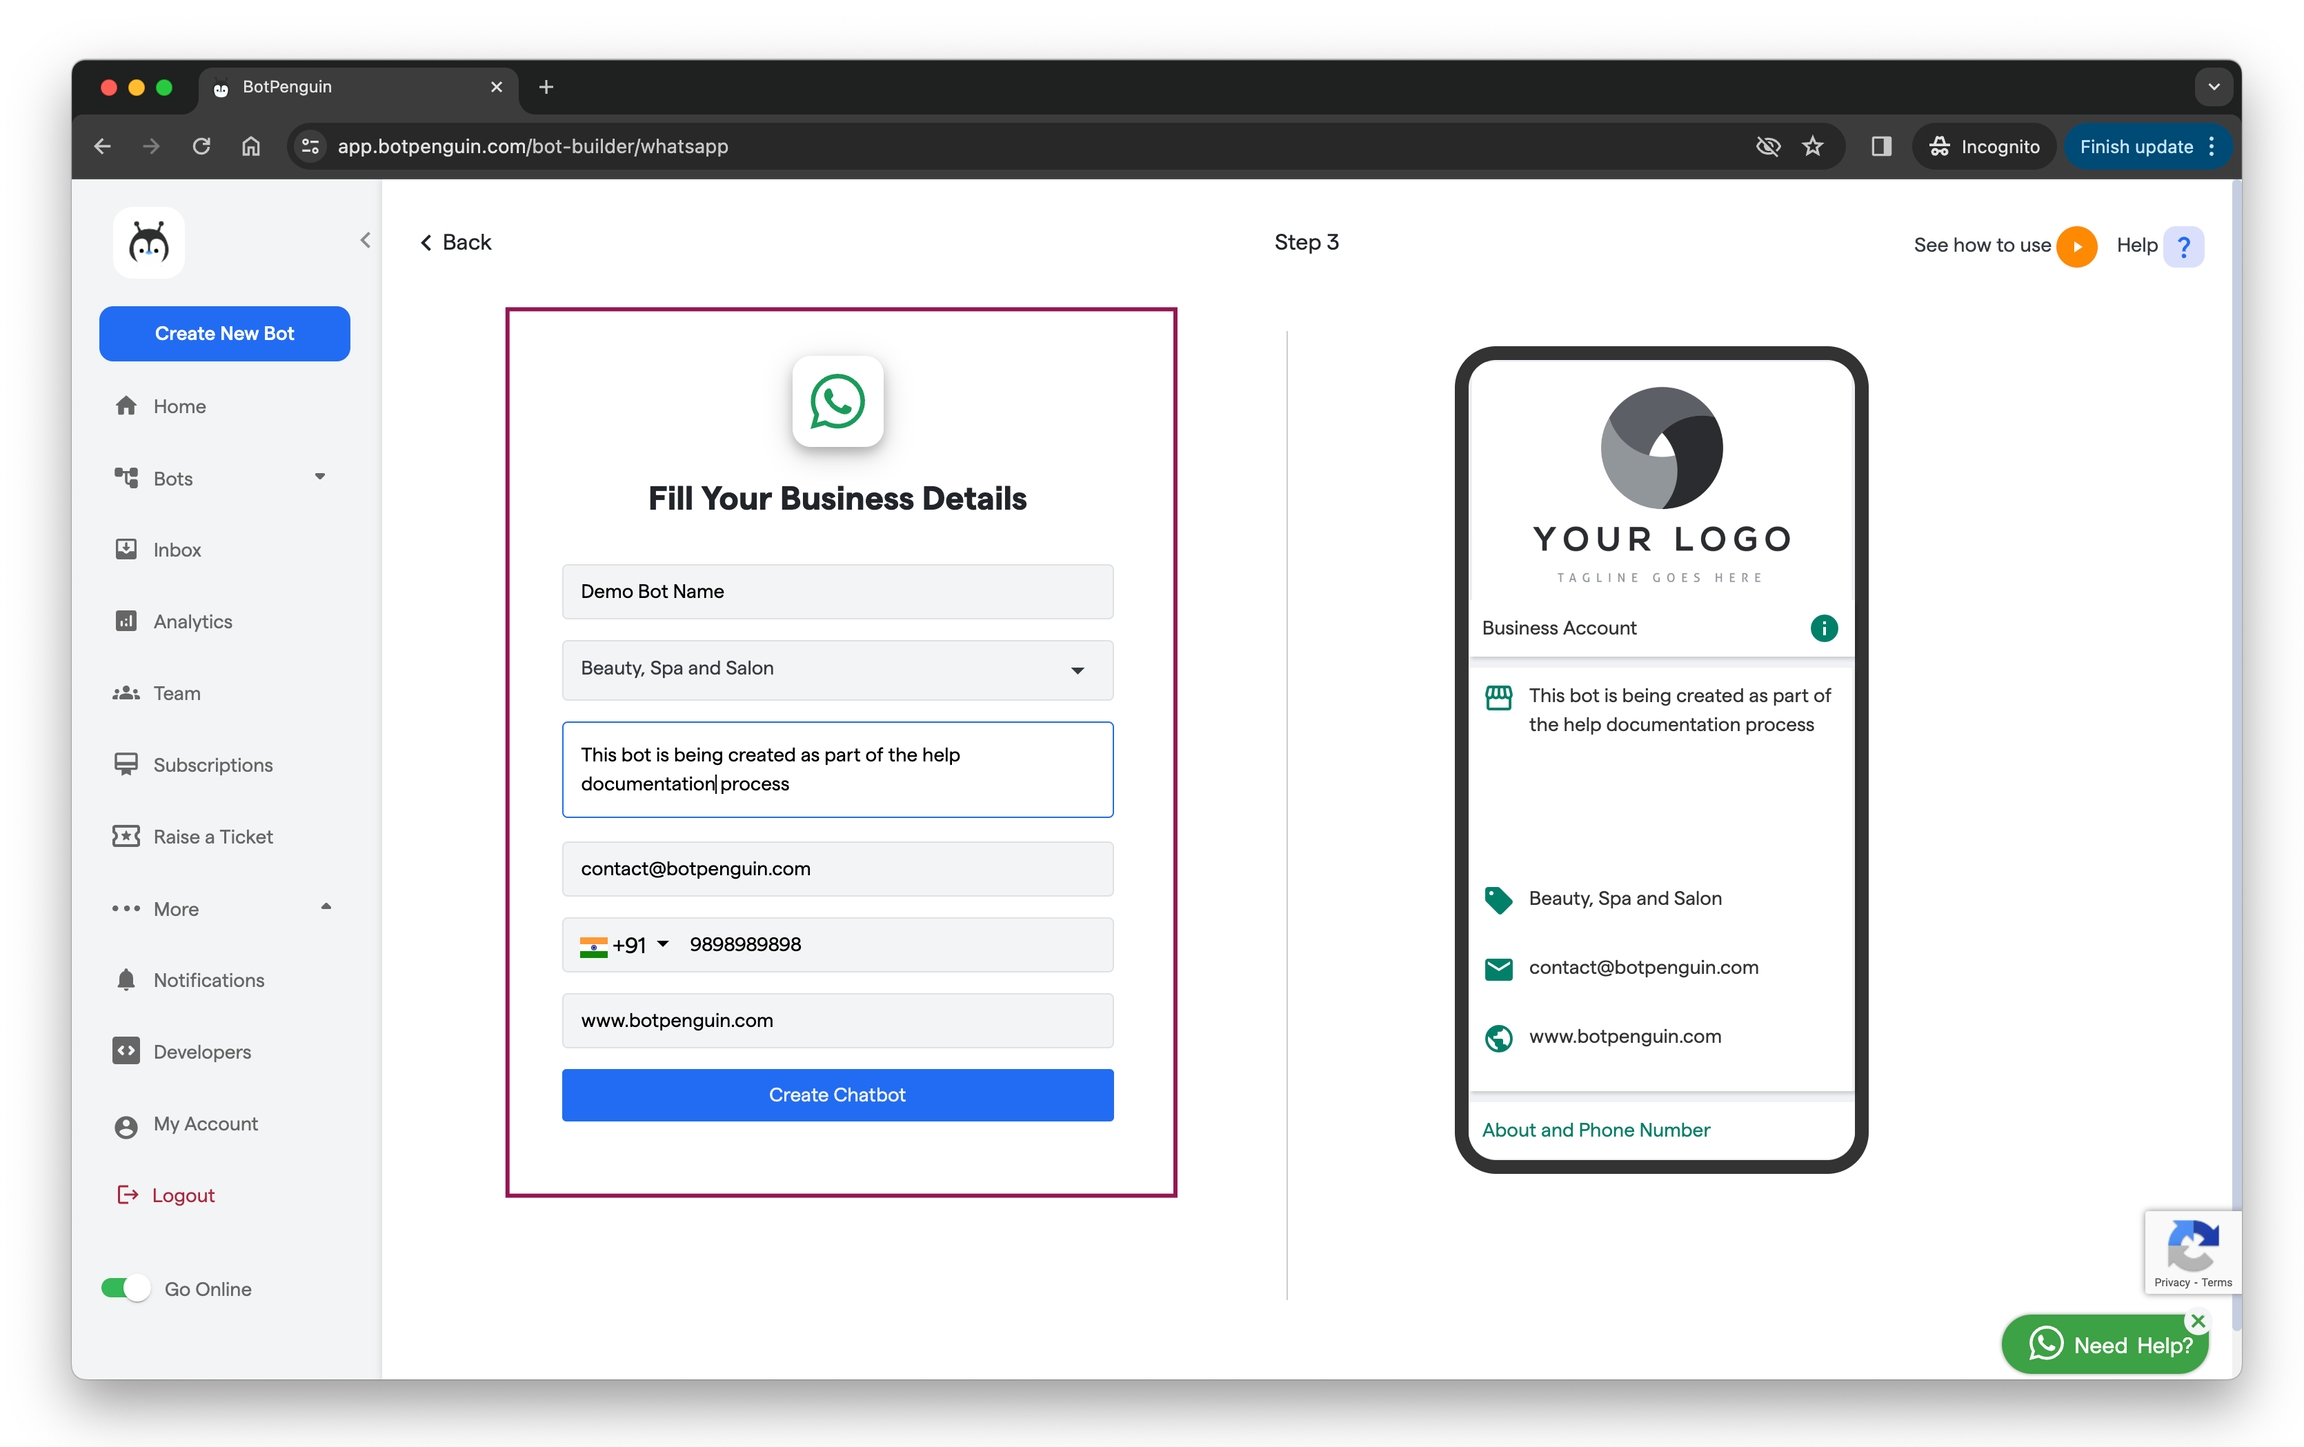 BotPenguin
app.botpenguin.com/bot-builder/whatsapp
Incognito
Finish update
Create New Bot
Home
Bots
Inbox
Analytics
Team
Subscriptions
Raise a Ticket
More
Notifications
Developers
My Account
Logout
Go Online
Back
Step 3
See how to use
Help
?
Fill Your Business Details
Demo Bot Name
Beauty, Spa and Salon
This bot is being created as part of the help
documentation process
contact@botpenguin.com
+91 9898989898
www.botpenguin.com
Create Chatbot
YOUR LOGO
TAGLINE GOES HERE
Business Account
i
This bot is being created as part of
the help documentation process
Beauty, Spa and Salon
contact@botpenguin.com
www.botpenguin.com
About and Phone Number
Privacy - Terms
Need Help?